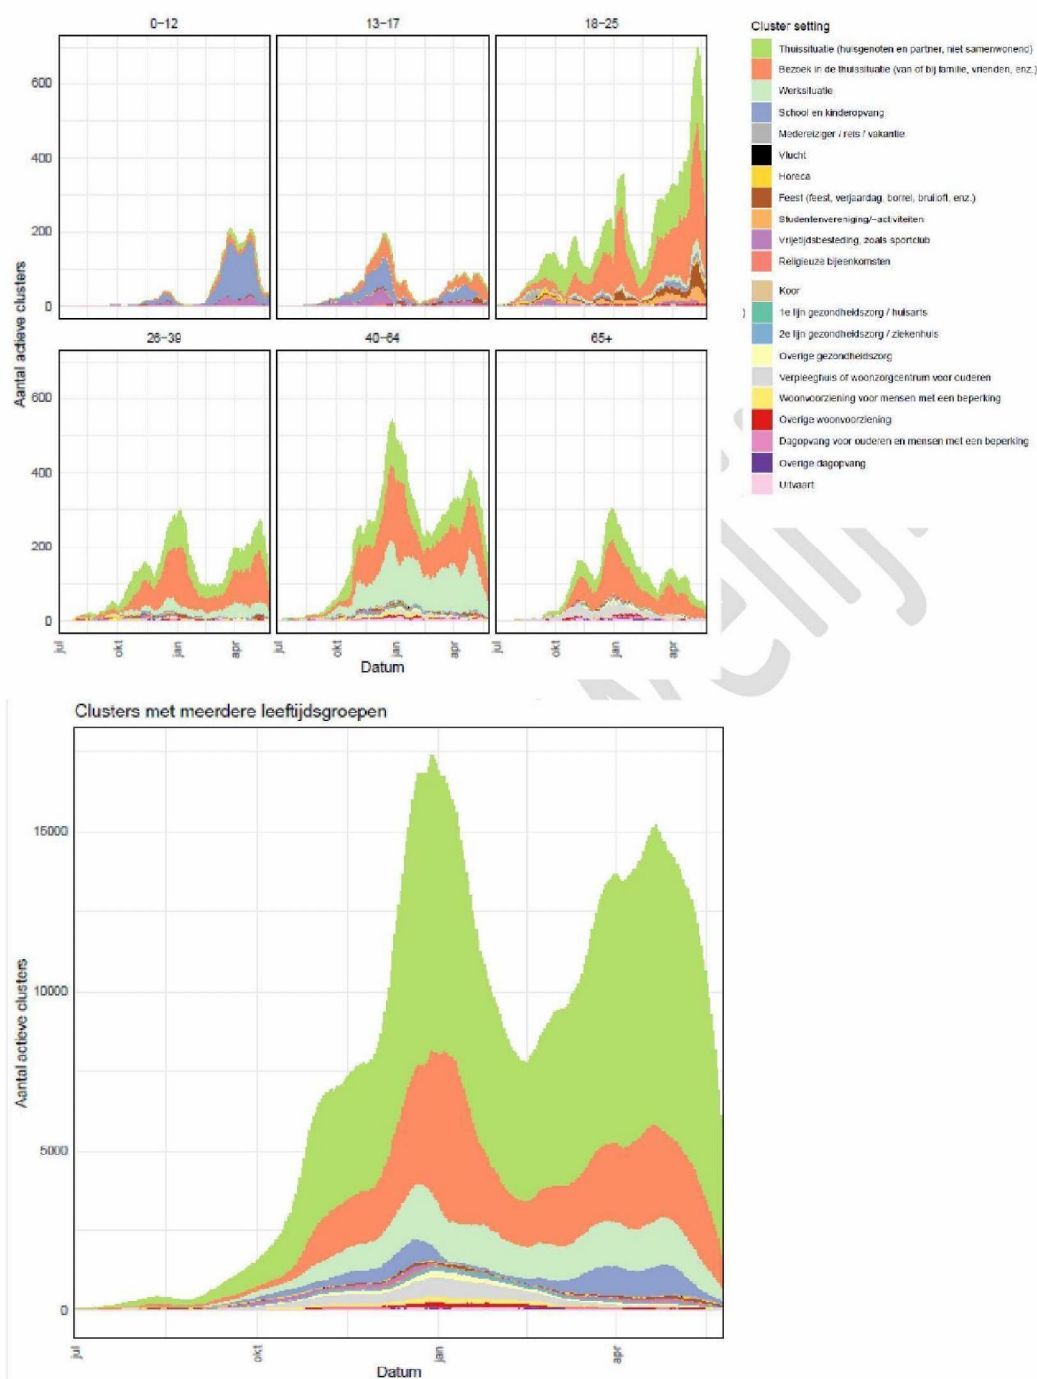 0−12
13−17
18−25
600
400
200
0
26−39
40−64
65+
600
400
200
0
Aantal actieve clusters
jul
okt
jan
apr
jul
okt
jan
apr
jul
okt
jan
apr
Datum
Cluster setting
Thuissituatie (huisgenoten en partner, niet samenwonend)
Bezoek in de thuissituatie (van of bij familie, vrienden, enz.)
Werksituatie
School en kinderopvang
Medereiziger / reis / vakantie
Vlucht
Horeca
Feest (feest, verjaardag, borrel, bruiloft, enz.)
Studentenvereniging/−activiteiten
Vrijetijdsbesteding, zoals sportclub
Religieuze bijeenkomsten
Koor
)
1e lijn gezondheidszorg / huisarts
2e lijn gezondheidszorg / ziekenhuis
Overige gezondheidszorg
Verpleeghuis of woonzorgcentrum voor ouderen
Woonvoorziening voor mensen met een beperking
Overige woonvoorziening
Dagopvang voor ouderen en mensen met een beperking
Overige dagopvang
Uitvaart
Clusters met meerdere leeftijdsgroepen
15000
10000
5000
0
Aantal actieve clusters
jul
okt
jan
apr
Datum